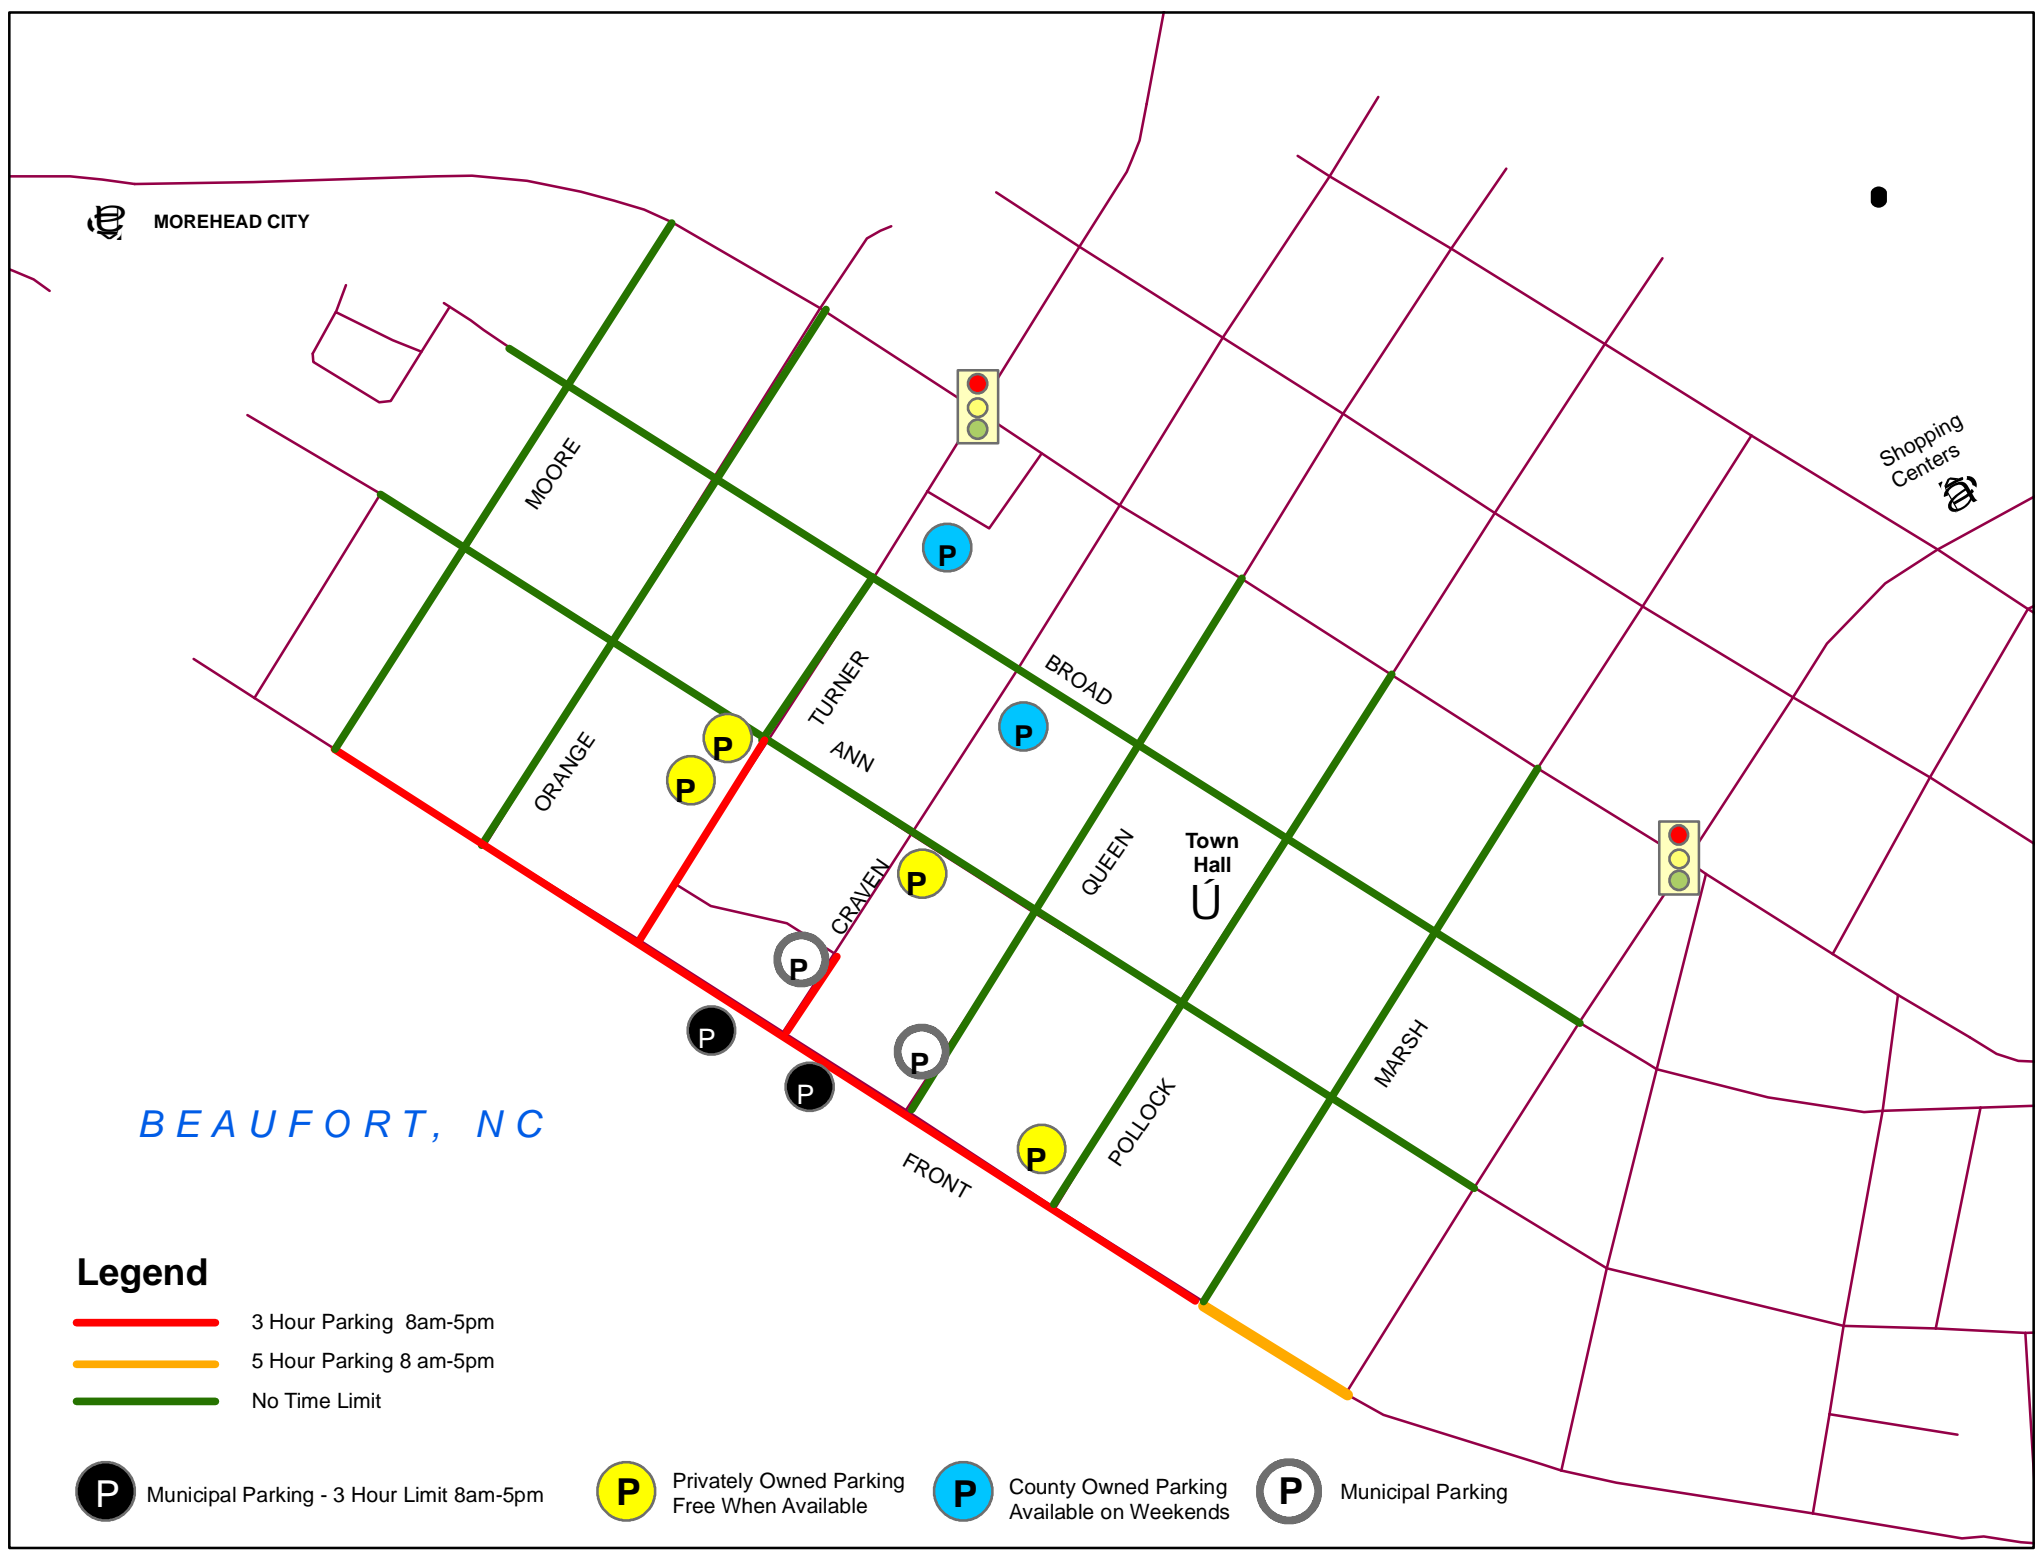 MOREHEAD CITY
Shopping
Centers
MOORE
TURNER
BROAD
ANN
ORANGE
CRAVEN
QUEEN
Town
Hall
Ú
P
P
P
P
P
P
P
P
P
P
MARSH
POLLOCK
FRONT
BEAUFORT, NC
Legend
3 Hour Parking 8am-5pm
5 Hour Parking 8 am-5pm
No Time Limit
P Municipal Parking - 3 Hour Limit 8am-5pm
P Privately Owned Parking
Free When Available
P County Owned Parking
Available on Weekends
P Municipal Parking